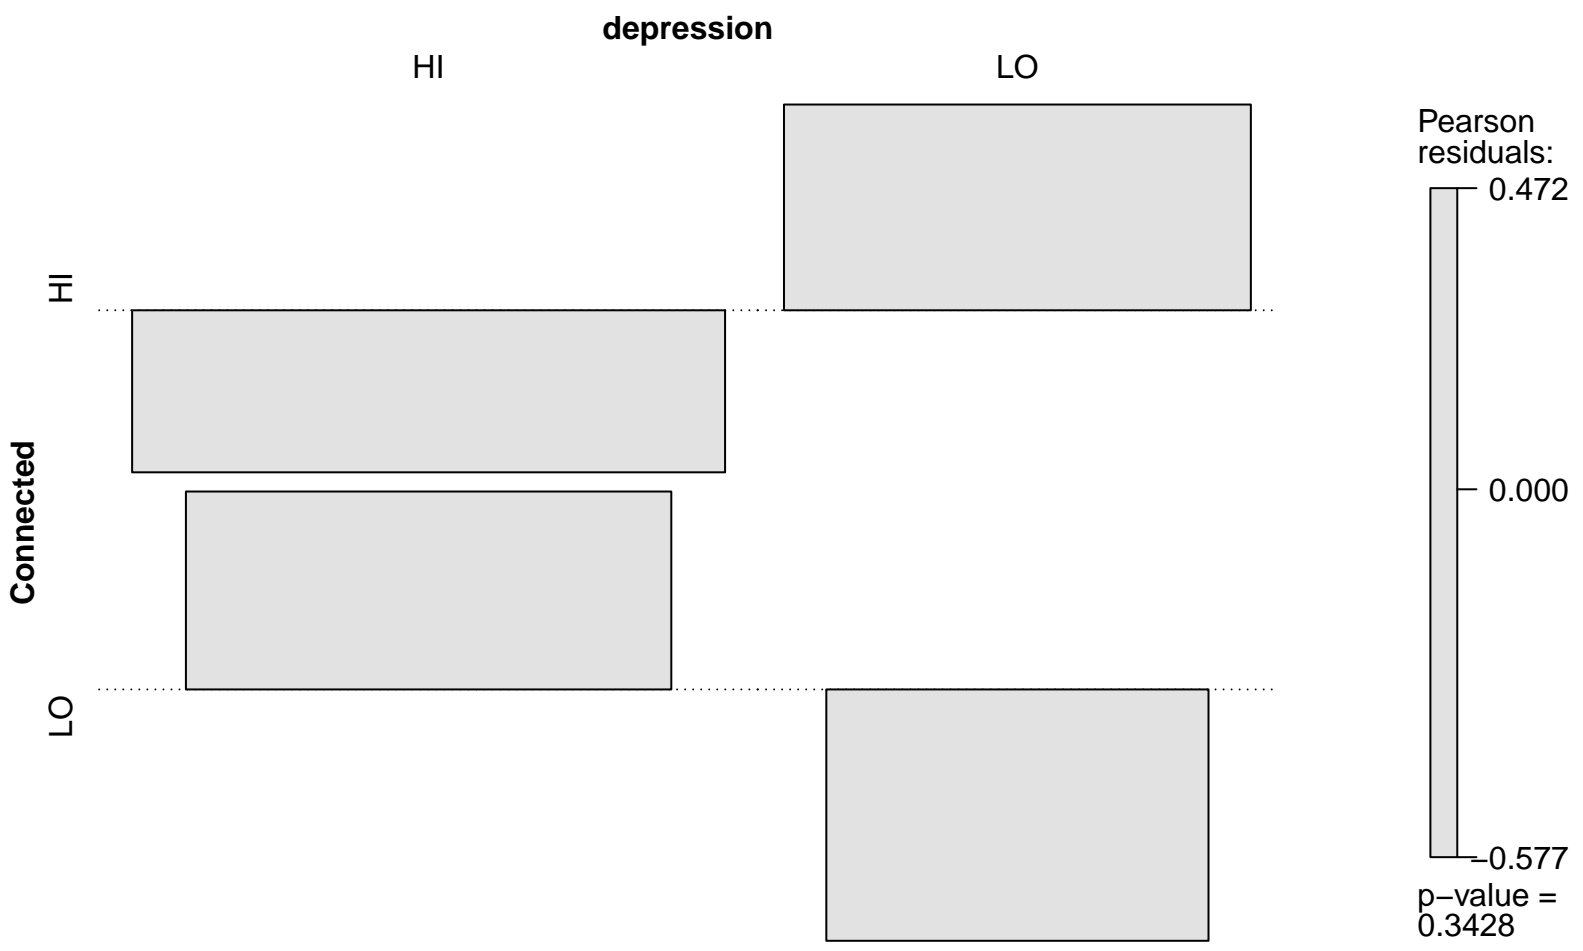 depression
HI
LO
Connected
HI
LO
Pearson
residuals:
0.472
0.000
−0.577
p−value =
0.3428